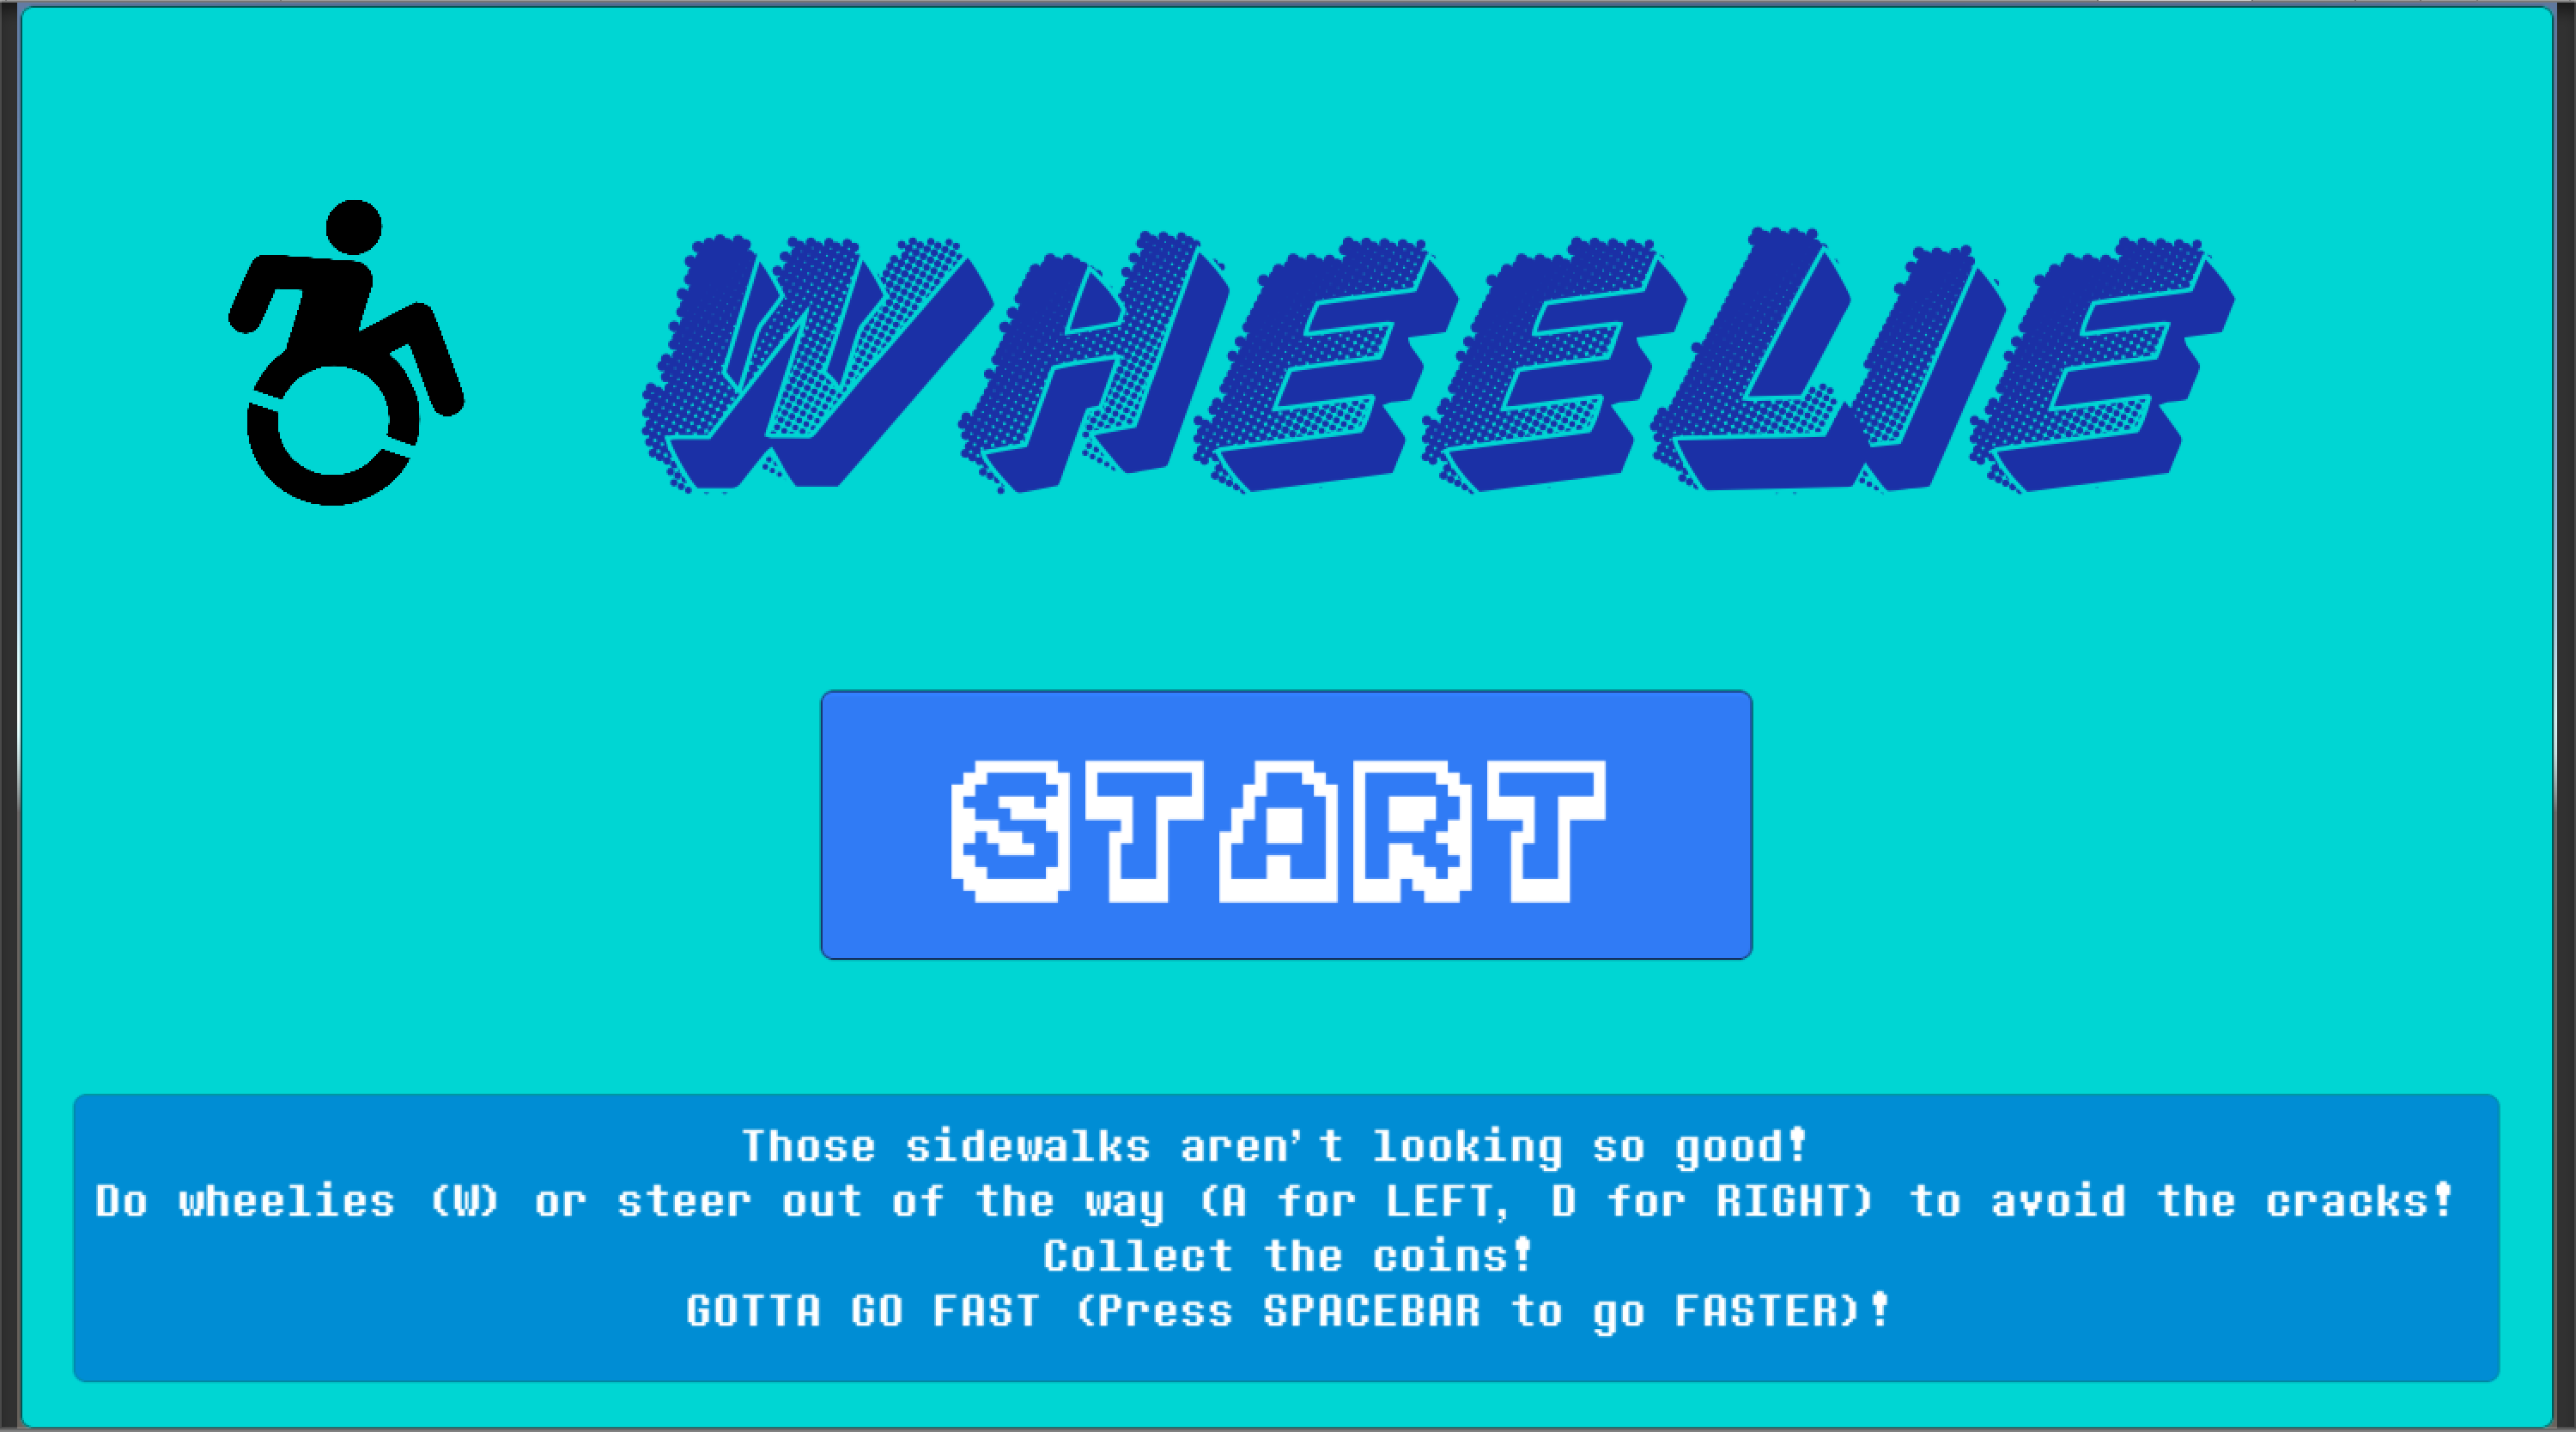 WHEELIE
START
Those sidewalks aren't looking so good!
Do wheelies (W) or steer out of the way (A for LEFT, D for RIGHT) to avoid the cracks!
Collect the coins!
GOTTA GO FAST (Press SPACEBAR to go FASTER)!